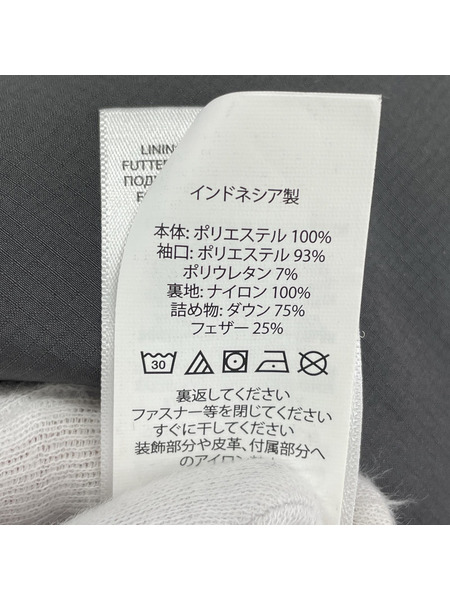 LINING
FUTTER
インドネシア製
本体: ポリエステル 100%
袖口: ポリエステル 93%
ポリウレタン 7%
裏地: ナイロン 100%
詰め物: ダウン 75%
フェザー 25%
30
裏返してください
ファスナー等を閉じてください
すぐに干してください
装飾部分や皮革、付属部分へ
のアイロン